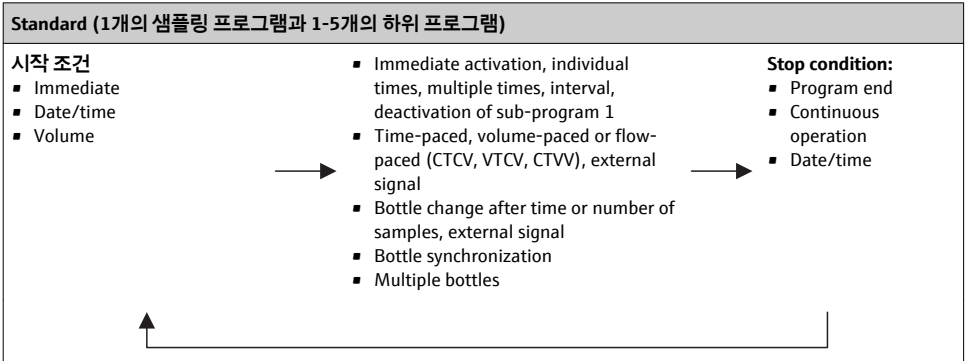 Standard (1개의 샘플링 프로그램과 1-5개의 하위 프로그램)
시작 조건
▪ Immediate
▪ Date/time
▪ Volume
▪ Immediate activation, individual
times, multiple times, interval,
deactivation of sub-program 1
▪ Time-paced, volume-paced or flow-
paced (CTCV, VTCV, CTVV), external
signal
▪ Bottle change after time or number of
samples, external signal
▪ Bottle synchronization
▪ Multiple bottles
Stop condition:
▪ Program end
▪ Continuous
operation
▪ Date/time